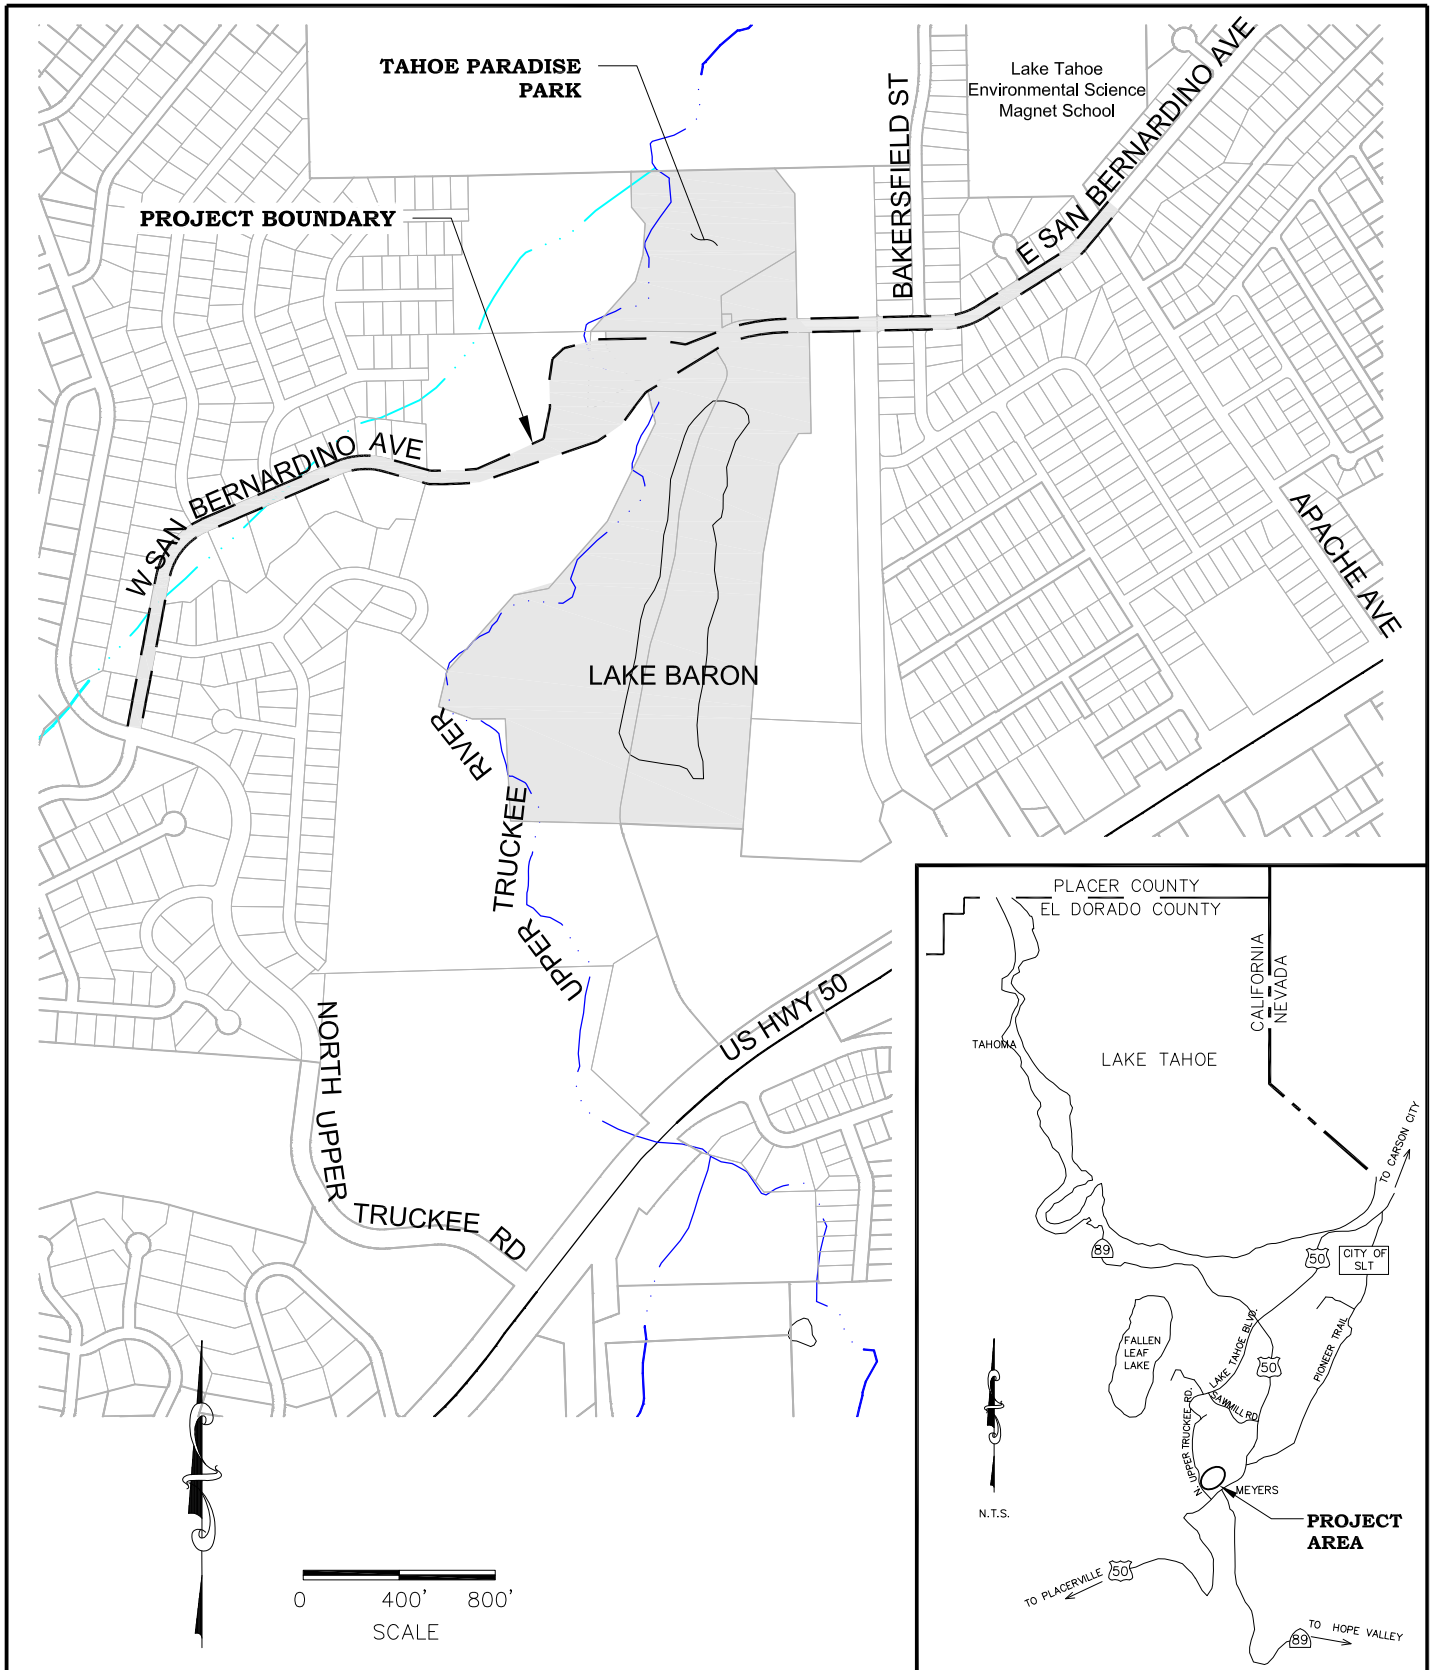 TAHOE PARADISE
PARK
Lake Tahoe
Environmental Science
Magnet School
BAKERSFIELD ST
E SAN BERNARDINO AVE
PROJECT BOUNDARY
W SAN BERNARDINO AVE
APACHE AVE
LAKE BARON
UPPER TRUCKEE RIVER
US HWY 50
NORTH UPPER TRUCKEE RD
0 400' 800'
SCALE
PLACER COUNTY
EL DORADO COUNTY
CALIFORNIA
NEVADA
TAHOMA
LAKE TAHOE
TO CARSON CITY
89
50
CITY OF
SLT
FALLEN
LEAF
LAKE
LAKE TAHOE BLVD.
50
PIONEER TRAIL
SAWMILL RD
N. UPPER TRUCKEE RD.
MEYERS
N.T.S.
PROJECT
AREA
TO PLACERVILLE
50
TO HOPE VALLEY
89